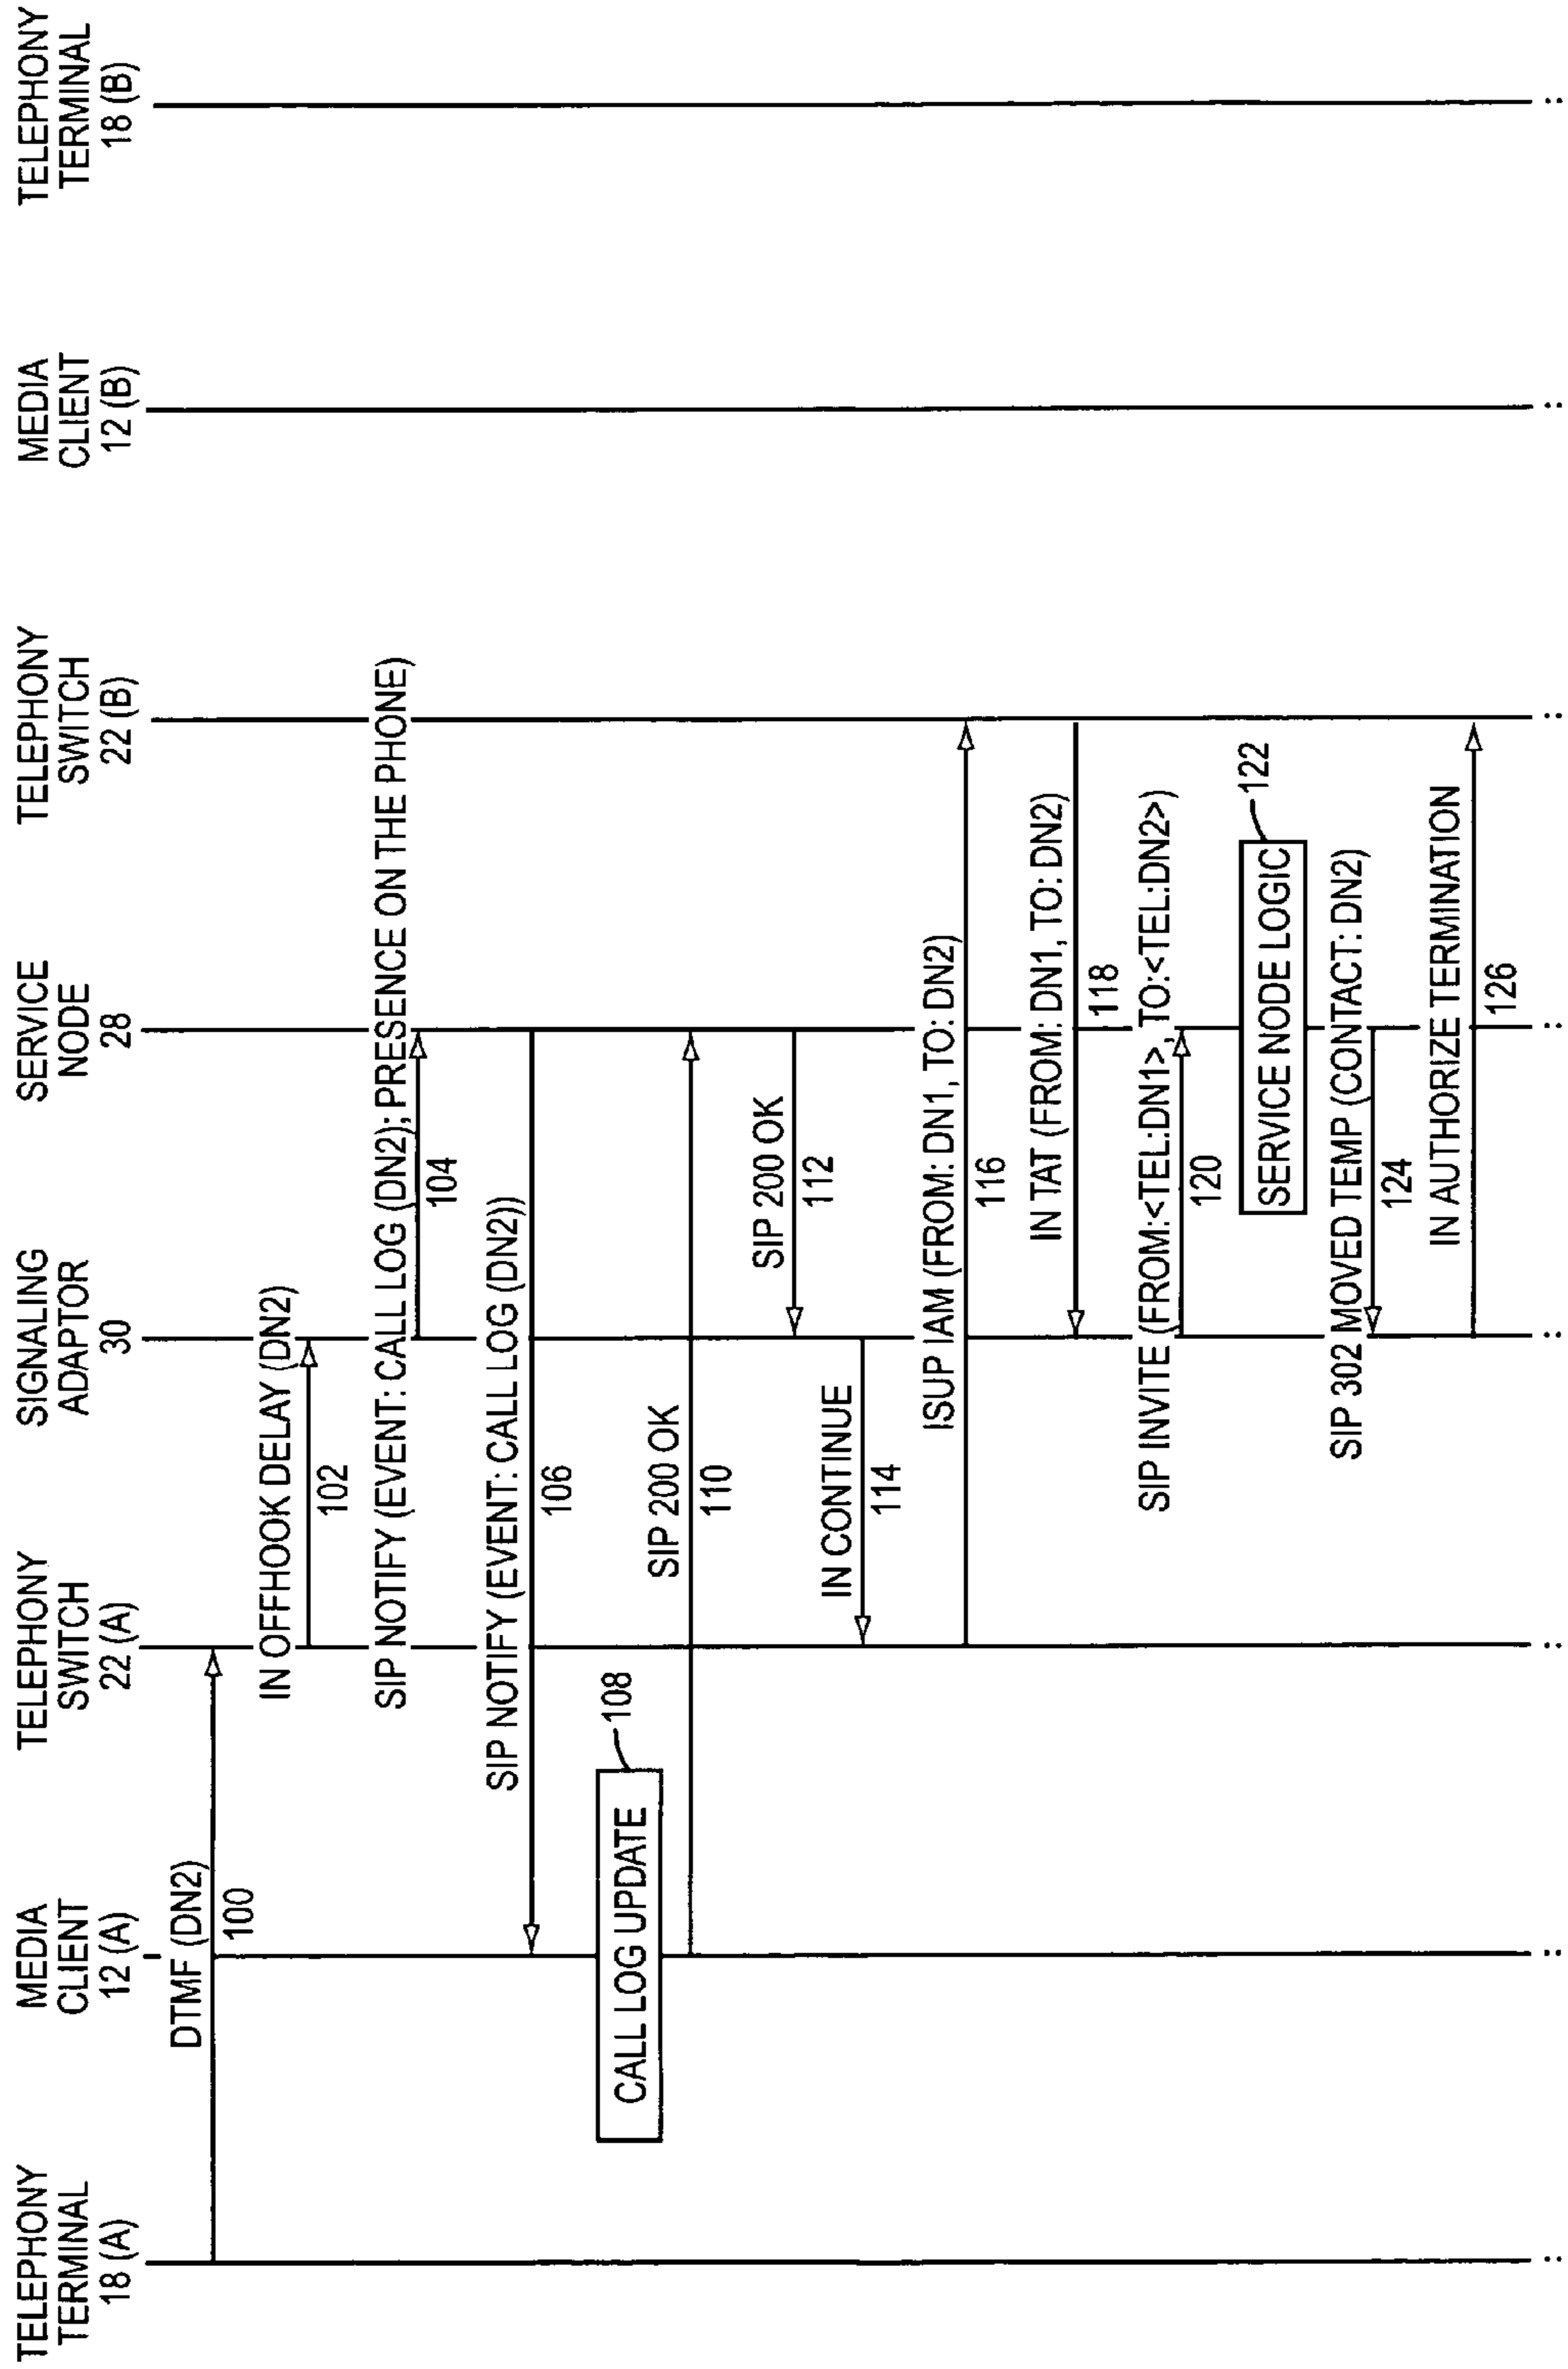 TELEPHONY
TERMINAL
18 (A)
MEDIA
CLIENT
12 (A)
TELEPHONY
SWITCH
22 (A)
SIGNALING
ADAPTOR
30
SERVICE
NODE
28
TELEPHONY
SWITCH
22 (B)
MEDIA
CLIENT
12 (B)
TELEPHONY
TERMINAL
18 (B)
DTMF (DN2)
100
IN OFFHOOK DELAY (DN2)
102
SIP NOTIFY (EVENT: CALL LOG (DN2); PRESENCE ON THE PHONE)
104
SIP NOTIFY (EVENT: CALL LOG (DN2))
106
CALL LOG UPDATE
108
SIP 200 OK
110
SIP 200 OK
112
IN CONTINUE
114
ISUP IAM (FROM: DN1, TO: DN2)
116
IN TAT (FROM: DN1, TO: DN2)
118
SIP INVITE (FROM:<TEL:DN1>, TO:<TEL:DN2>)
120
SERVICE NODE LOGIC
122
SIP 302 MOVED TEMP (CONTACT: DN2)
124
IN AUTHORIZE TERMINATION
126